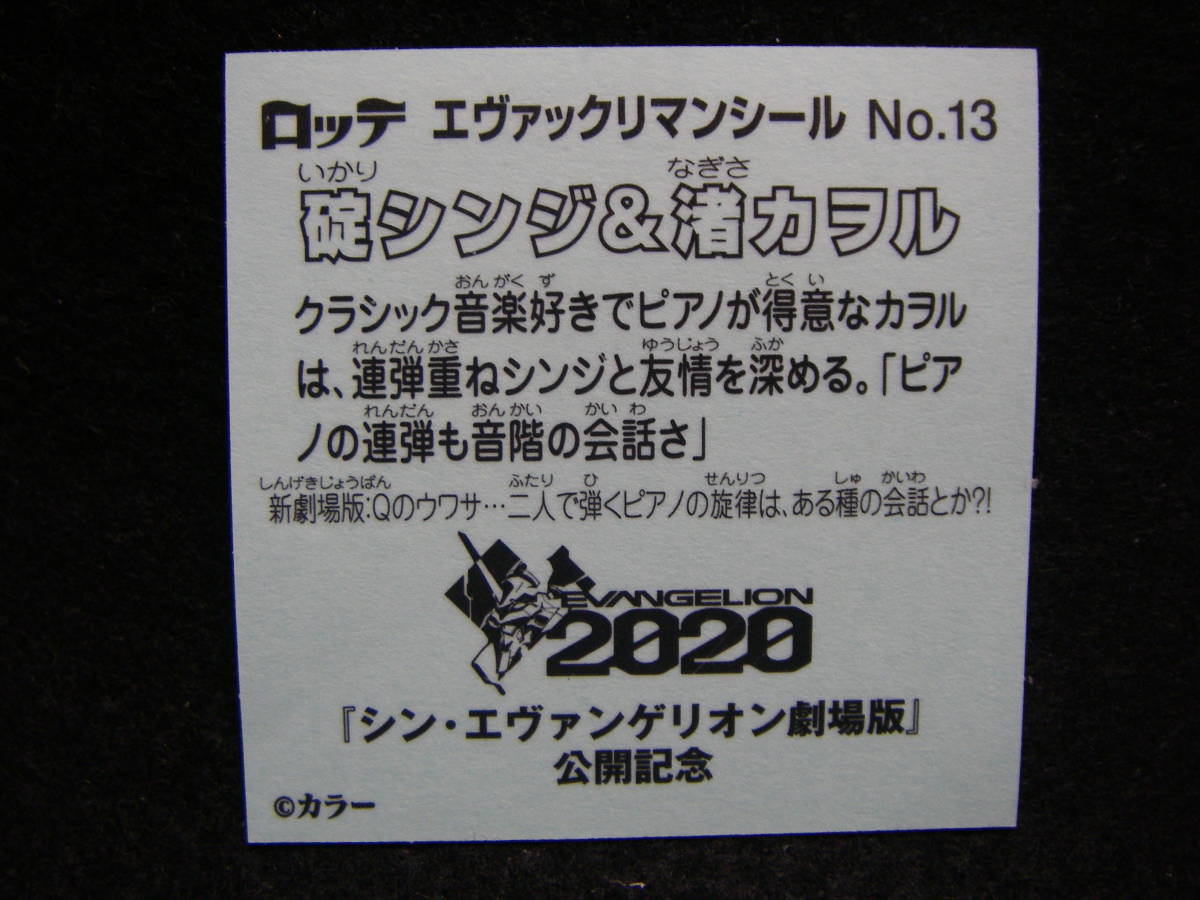 ロッテ エヴァックリマンシール No.13
いかり なぎさ
碇シンジ&渚カヲル
おんがく ず とく い
クラシック音楽好きでピアノが得意なカヲル
れんだんかさ ゆうじょう ふか
は、連弾重ねシンジと友情を深める。「ピア
れんだん おんかい かい わ
ノの連弾も音階の会話さ」
しんげきじょうばん ふたり ひ せんりつ しゅ かいわ
新劇場版:Qのウワサ…二人で弾くピアノの旋律は、ある種の会話とか?!
EVANGELION
2020
『シン・エヴァンゲリオン劇場版』
公開記念
©カラー